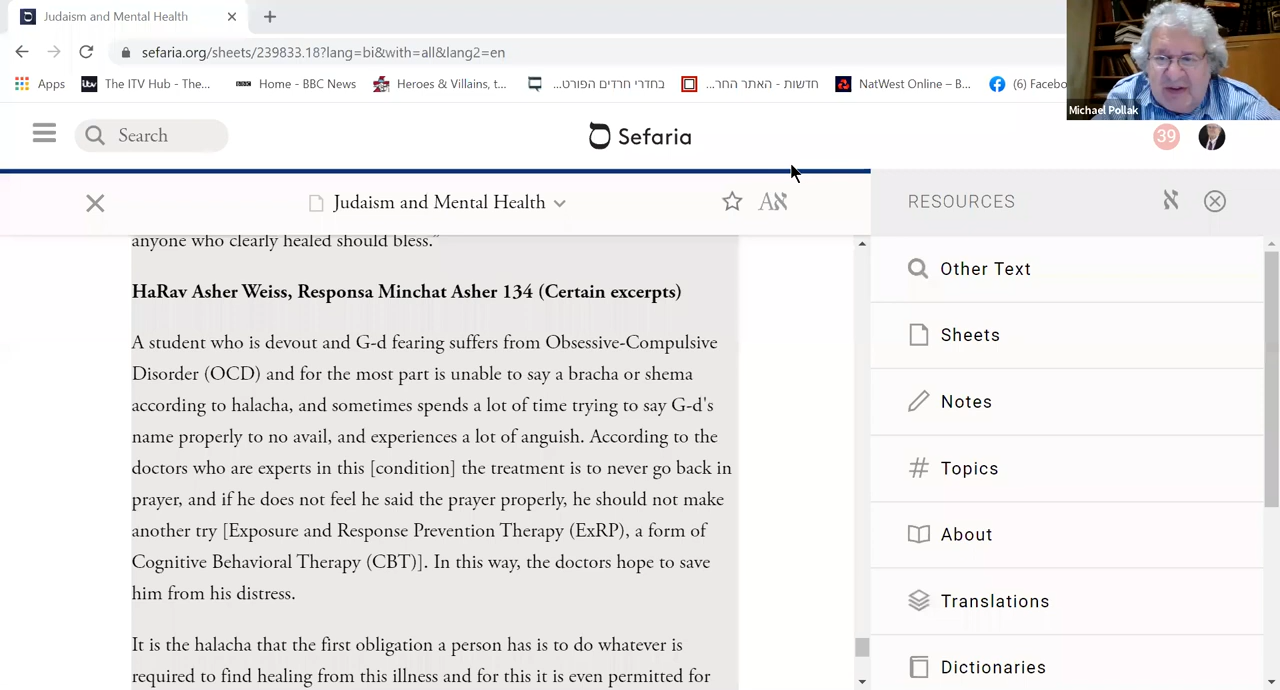 Judaism and Mental Health
sefaria.org/sheets/239833.18?lang=bi&with=all&lang2=en
Apps
itv
The ITV Hub - The...
BBC
Home - BBC News
Heroes & Villains, t...
בחדרי חרדים הפורט...
חדשות - האתר החר...
NatWest Online – B...
(6) Facebo
Michael Pollak
Search
Sefaria
39
Judaism and Mental Health
Aא
RESOURCES
א
anyone who clearly healed should bless."
HaRav Asher Weiss, Responsa Minchat Asher 134 (Certain excerpts)
A student who is devout and G-d fearing suffers from Obsessive-Compulsive
Disorder (OCD) and for the most part is unable to say a bracha or shema
according to halacha, and sometimes spends a lot of time trying to say G-d's
name properly to no avail, and experiences a lot of anguish. According to the
doctors who are experts in this [condition] the treatment is to never go back in
prayer, and if he does not feel he said the prayer properly, he should not make
another try [Exposure and Response Prevention Therapy (ExRP), a form of
Cognitive Behavioral Therapy (CBT)]. In this way, the doctors hope to save
him from his distress.
It is the halacha that the first obligation a person has is to do whatever is
required to find healing from this illness and for this it is even permitted for
Other Text
Sheets
Notes
Topics
About
Translations
Dictionaries